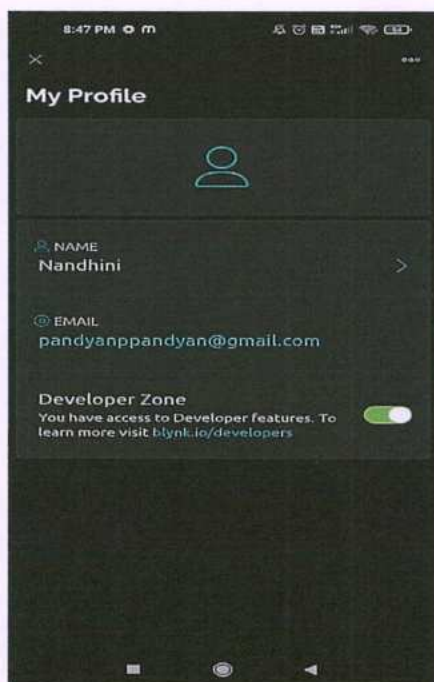 8:47 PM
My Profile
NAME
Nandhini
EMAIL
pandyanppandyan@gmail.com
Developer Zone
You have access to Developer features. To
learn more visit blynk.io/developers